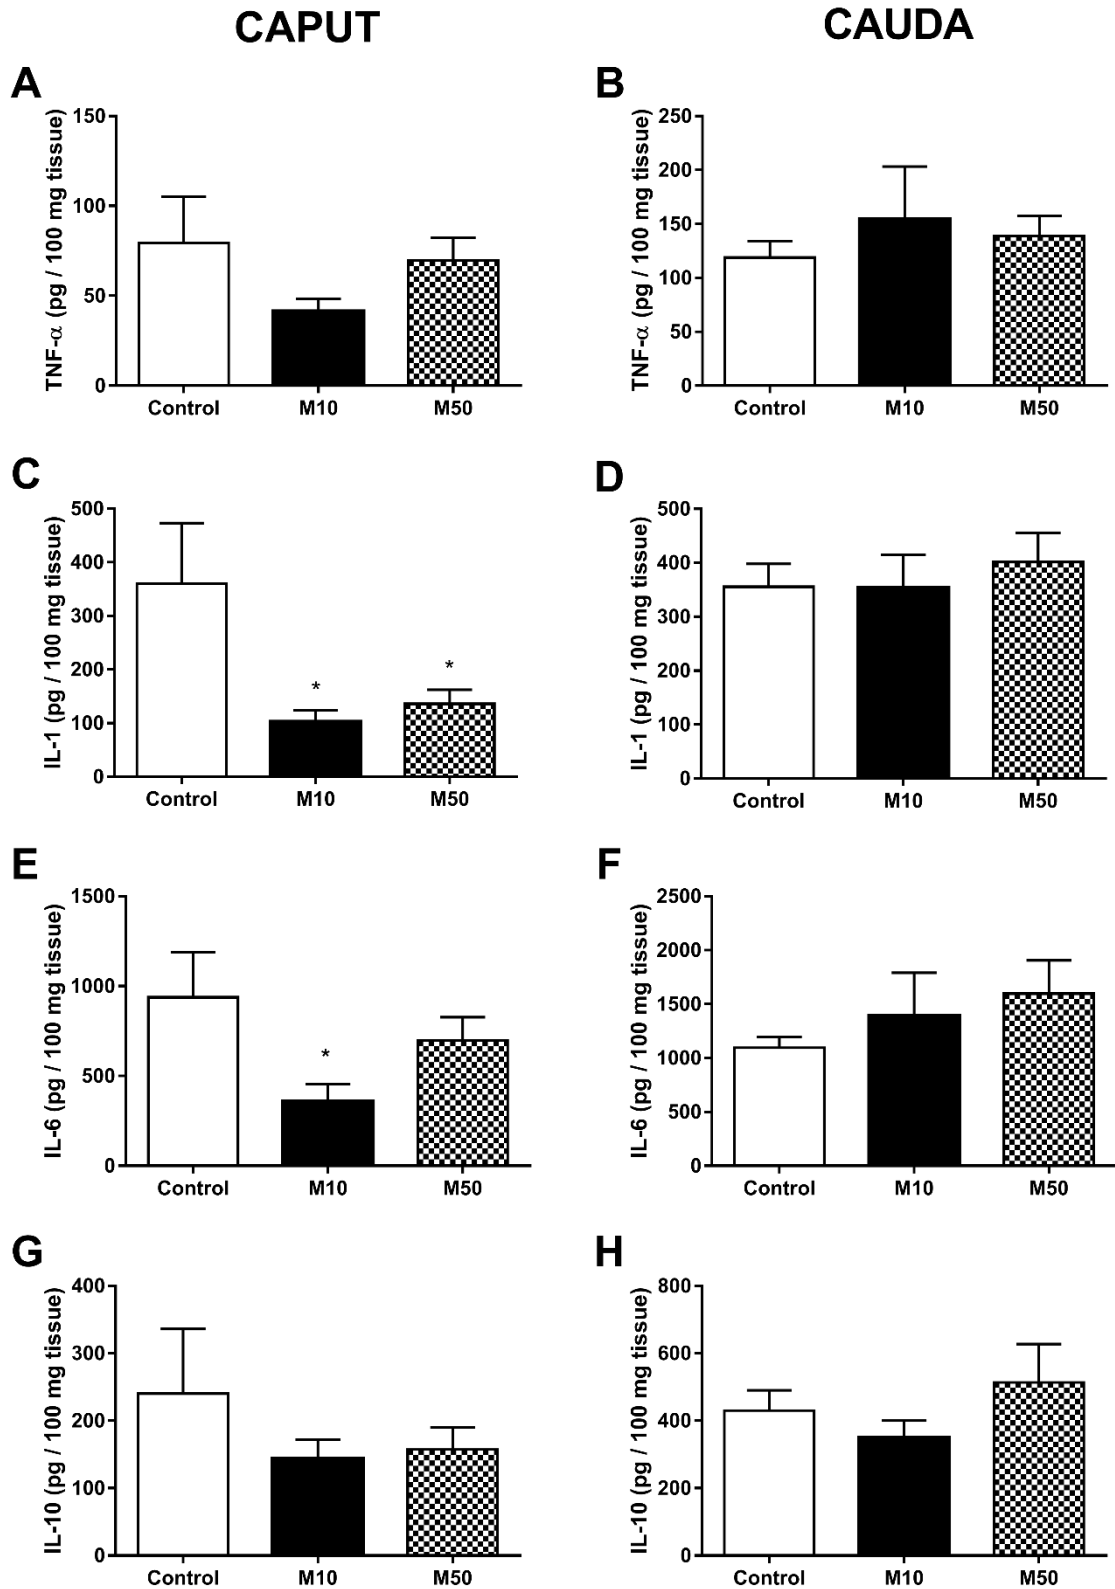 CAPUT
CAUDA
A
TNF-α (pg / 100 mg tissue)
150
100
50
0
Control M10 M50
B
TNF-α (pg / 100 mg tissue)
250
200
150
100
50
0
Control M10 M50
C
IL-1 (pg / 100 mg tissue)
500
400
300
200
100
0
* *
Control M10 M50
D
IL-1 (pg / 100 mg tissue)
500
400
300
200
100
0
Control M10 M50
E
IL-6 (pg / 100 mg tissue)
1500
1000
500
0
*
Control M10 M50
F
IL-6 (pg / 100 mg tissue)
2500
2000
1500
1000
500
0
Control M10 M50
G
IL-10 (pg / 100 mg tissue)
400
300
200
100
0
Control M10 M50
H
IL-10 (pg / 100 mg tissue)
800
600
400
200
0
Control M10 M50